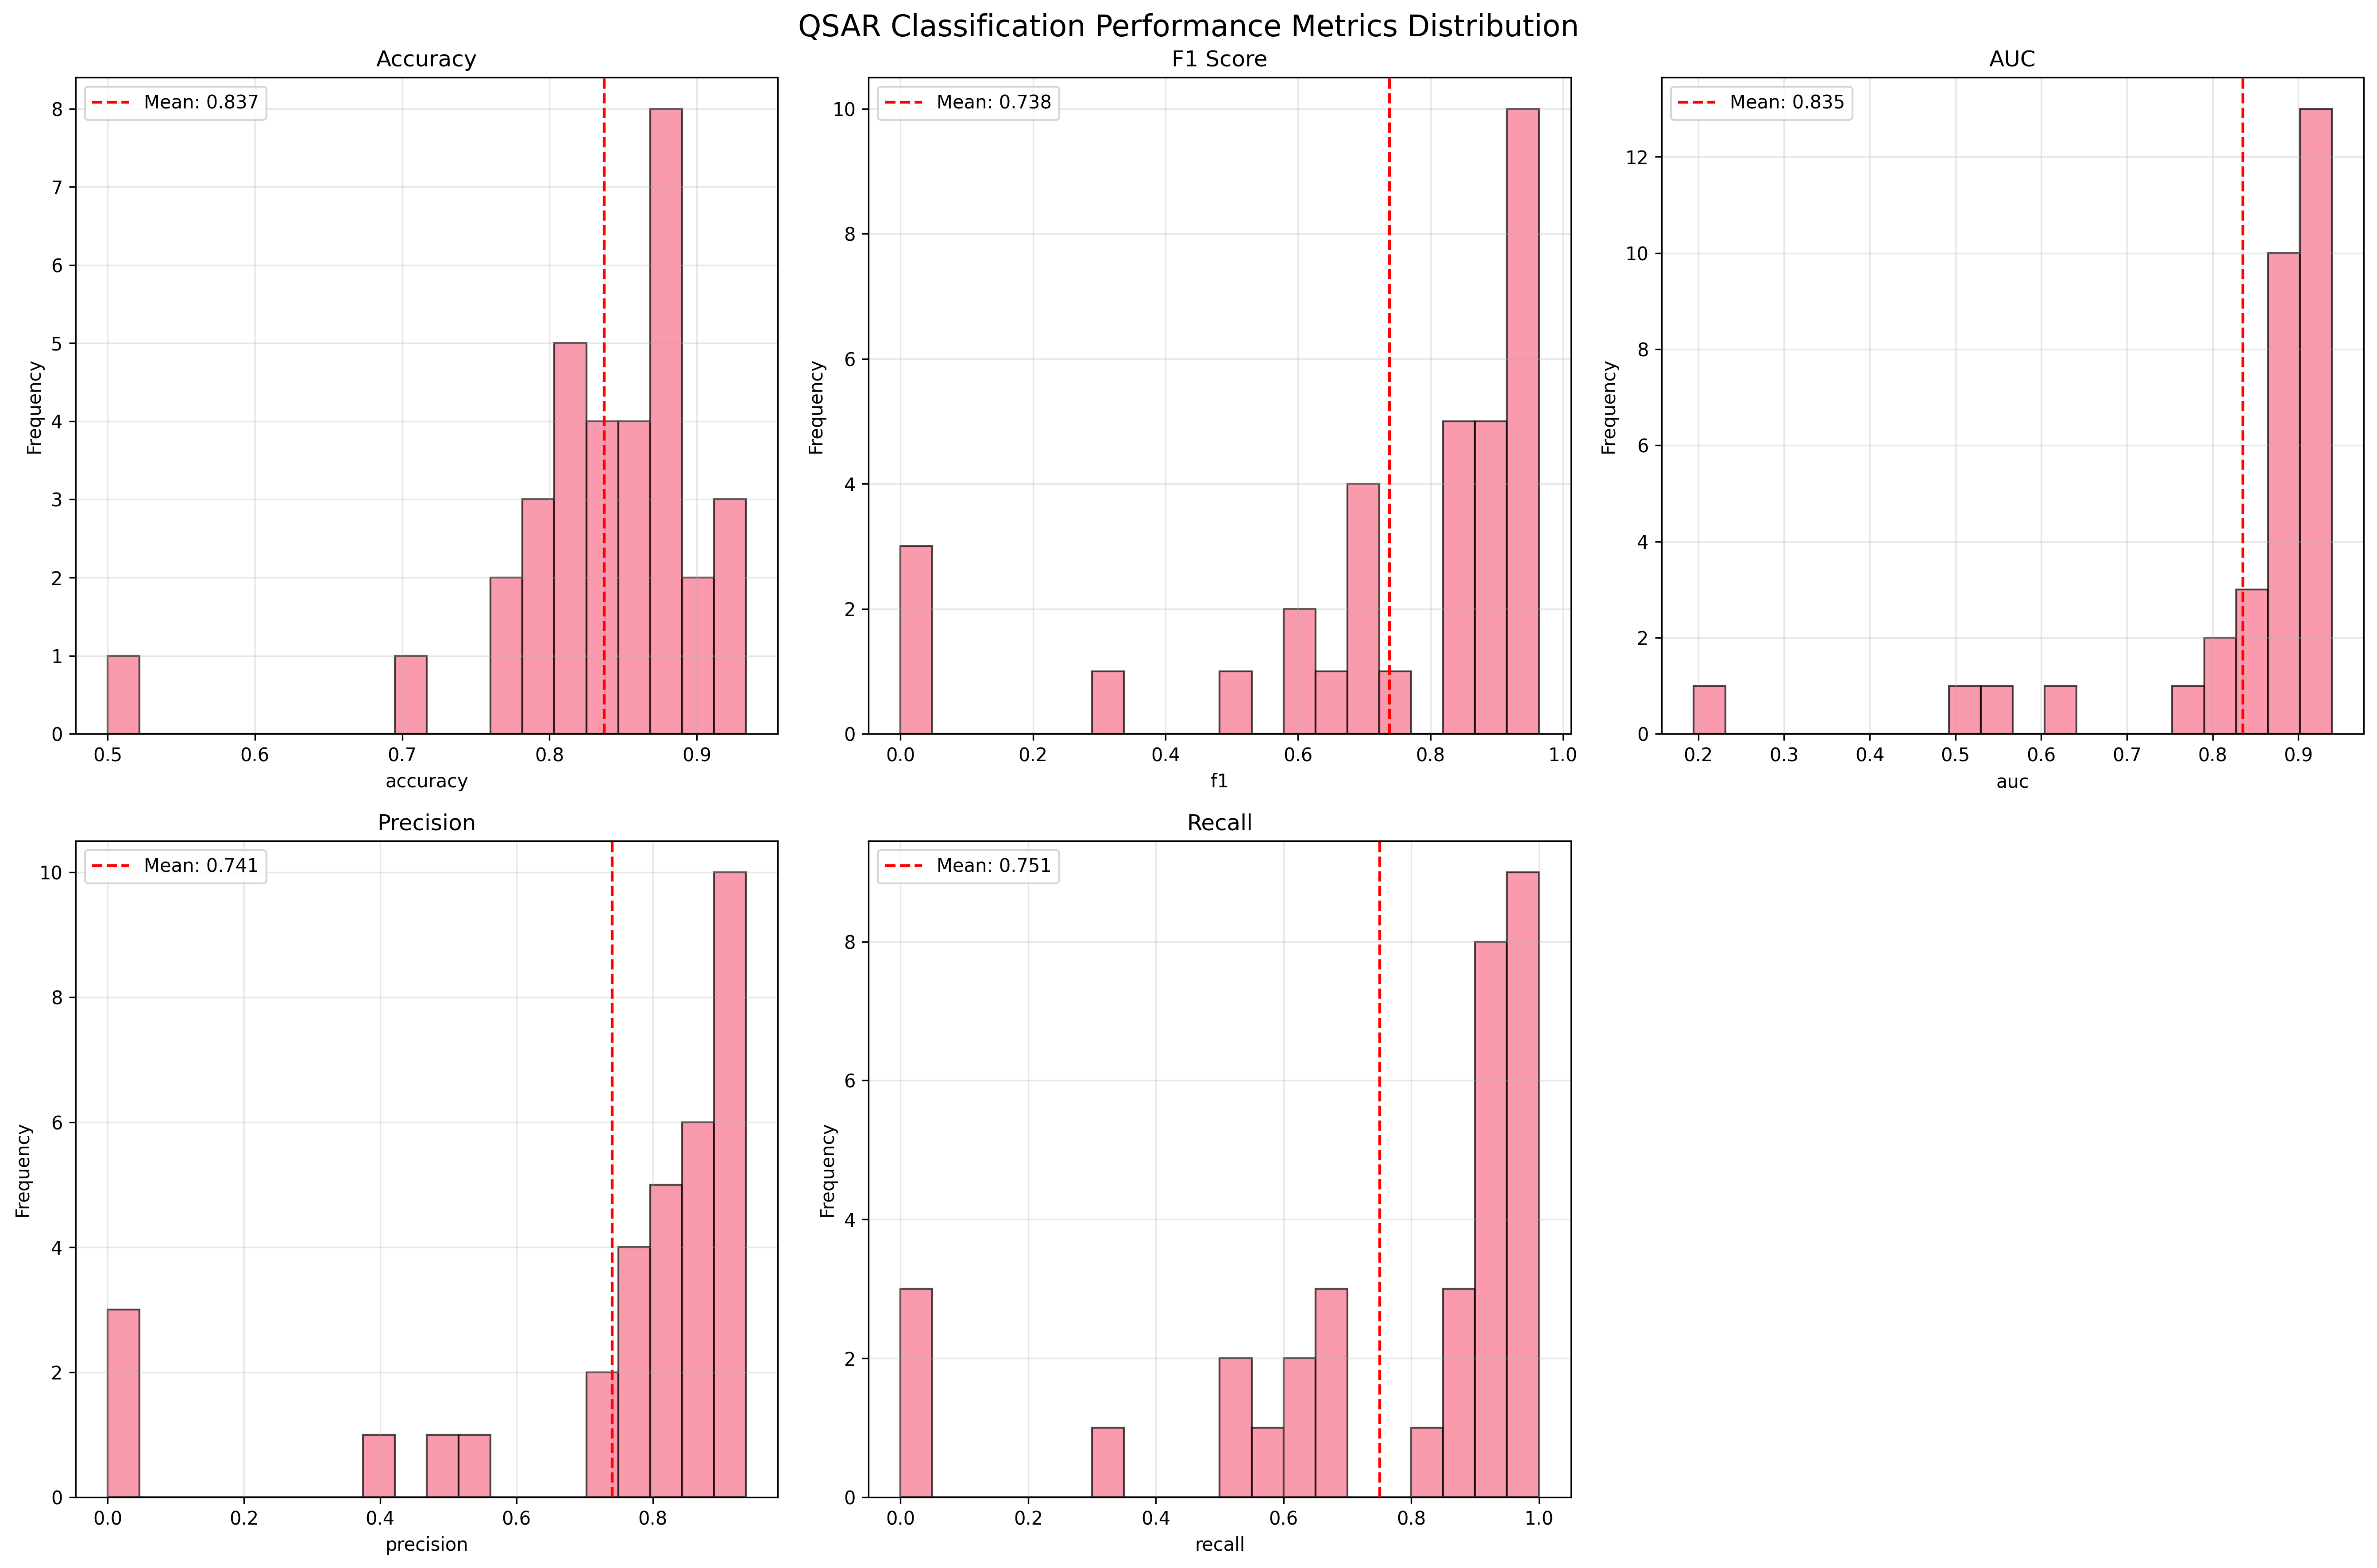 QSAR Classification Performance Metrics Distribution
Accuracy
Mean: 0.837
Frequency
8
7
6
5
4
3
2
1
0
0.5 0.6 0.7 0.8 0.9
accuracy
F1 Score
Mean: 0.738
Frequency
10
8
6
4
2
0
0.0 0.2 0.4 0.6 0.8 1.0
f1
AUC
Mean: 0.835
Frequency
12
10
8
6
4
2
0
0.2 0.3 0.4 0.5 0.6 0.7 0.8 0.9
auc
Precision
Mean: 0.741
Frequency
10
8
6
4
2
0
0.0 0.2 0.4 0.6 0.8
precision
Recall
Mean: 0.751
Frequency
8
6
4
2
0
0.0 0.2 0.4 0.6 0.8 1.0
recall